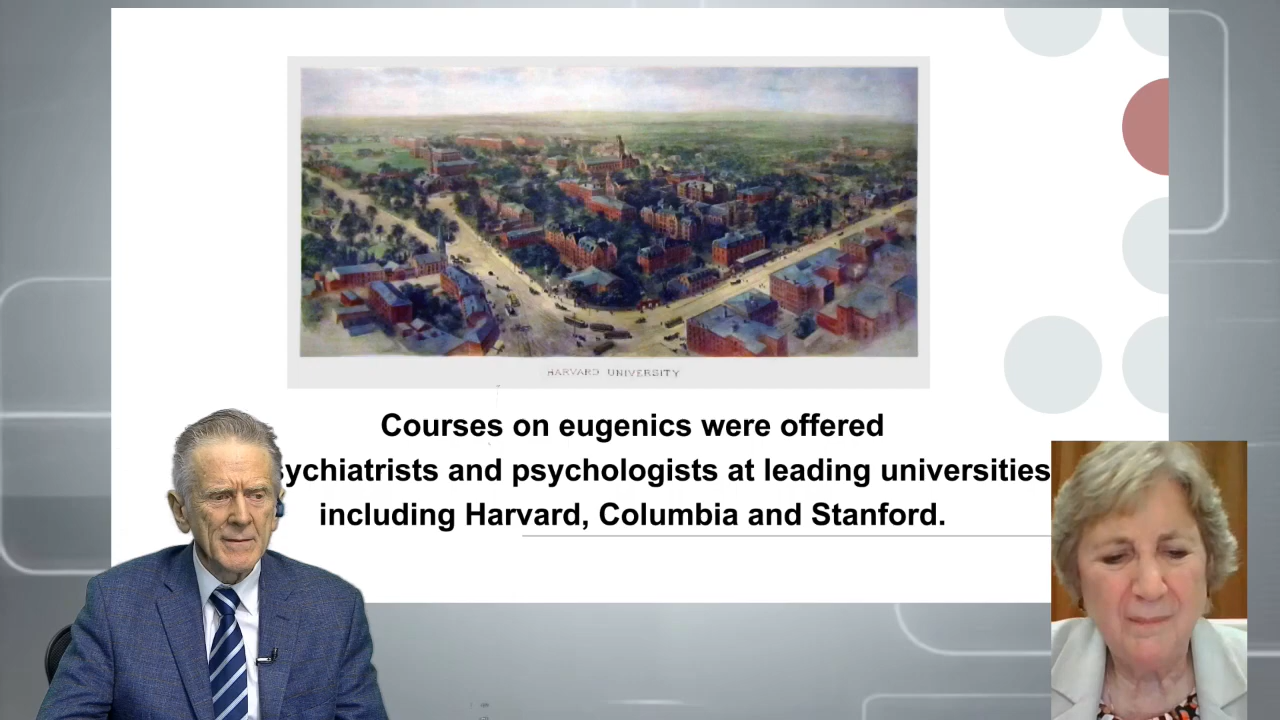 HARVARD UNIVERSITY
Courses on eugenics were offered
sychiatrists and psychologists at leading universities
including Harvard, Columbia and Stanford.